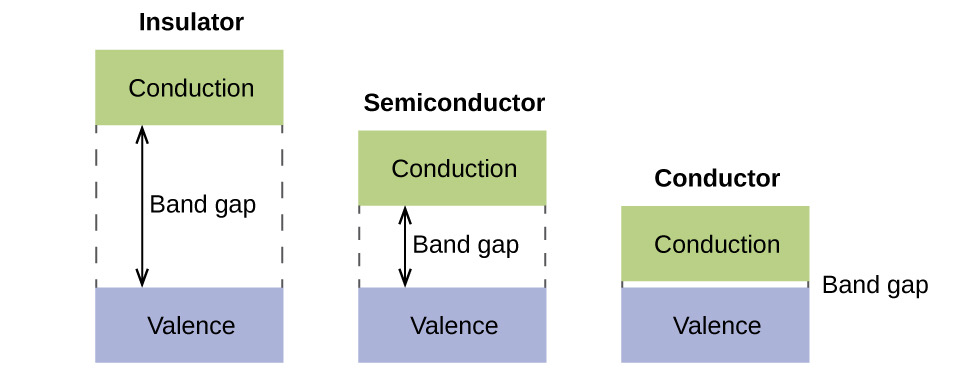 Insulator
Conduction
Band gap
Valence
Semiconductor
Conduction
Band gap
Valence
Conductor
Conduction
Band gap
Valence